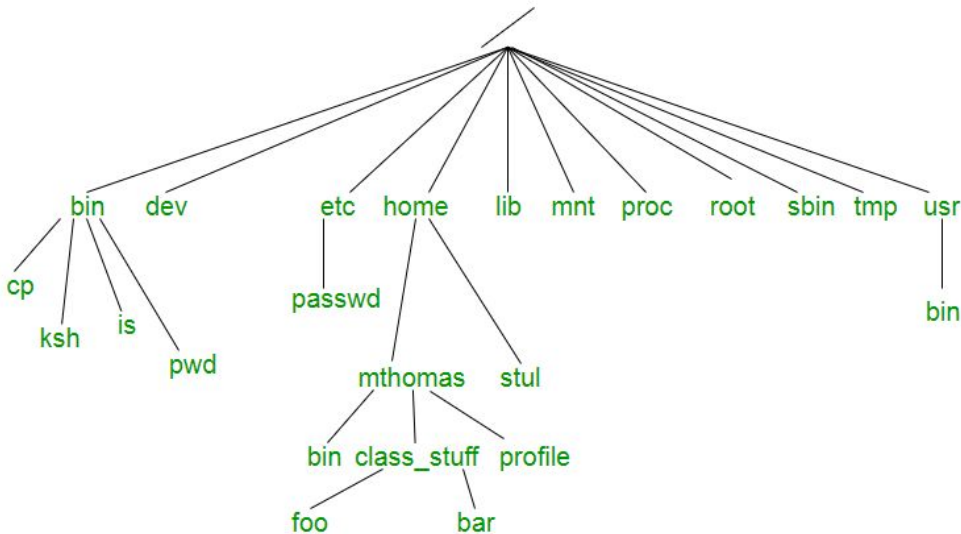 /
bin dev etc home lib mnt proc root sbin tmp usr
cp ksh is pwd passwd bin
mthomas stul
bin class_stuff profile
foo bar